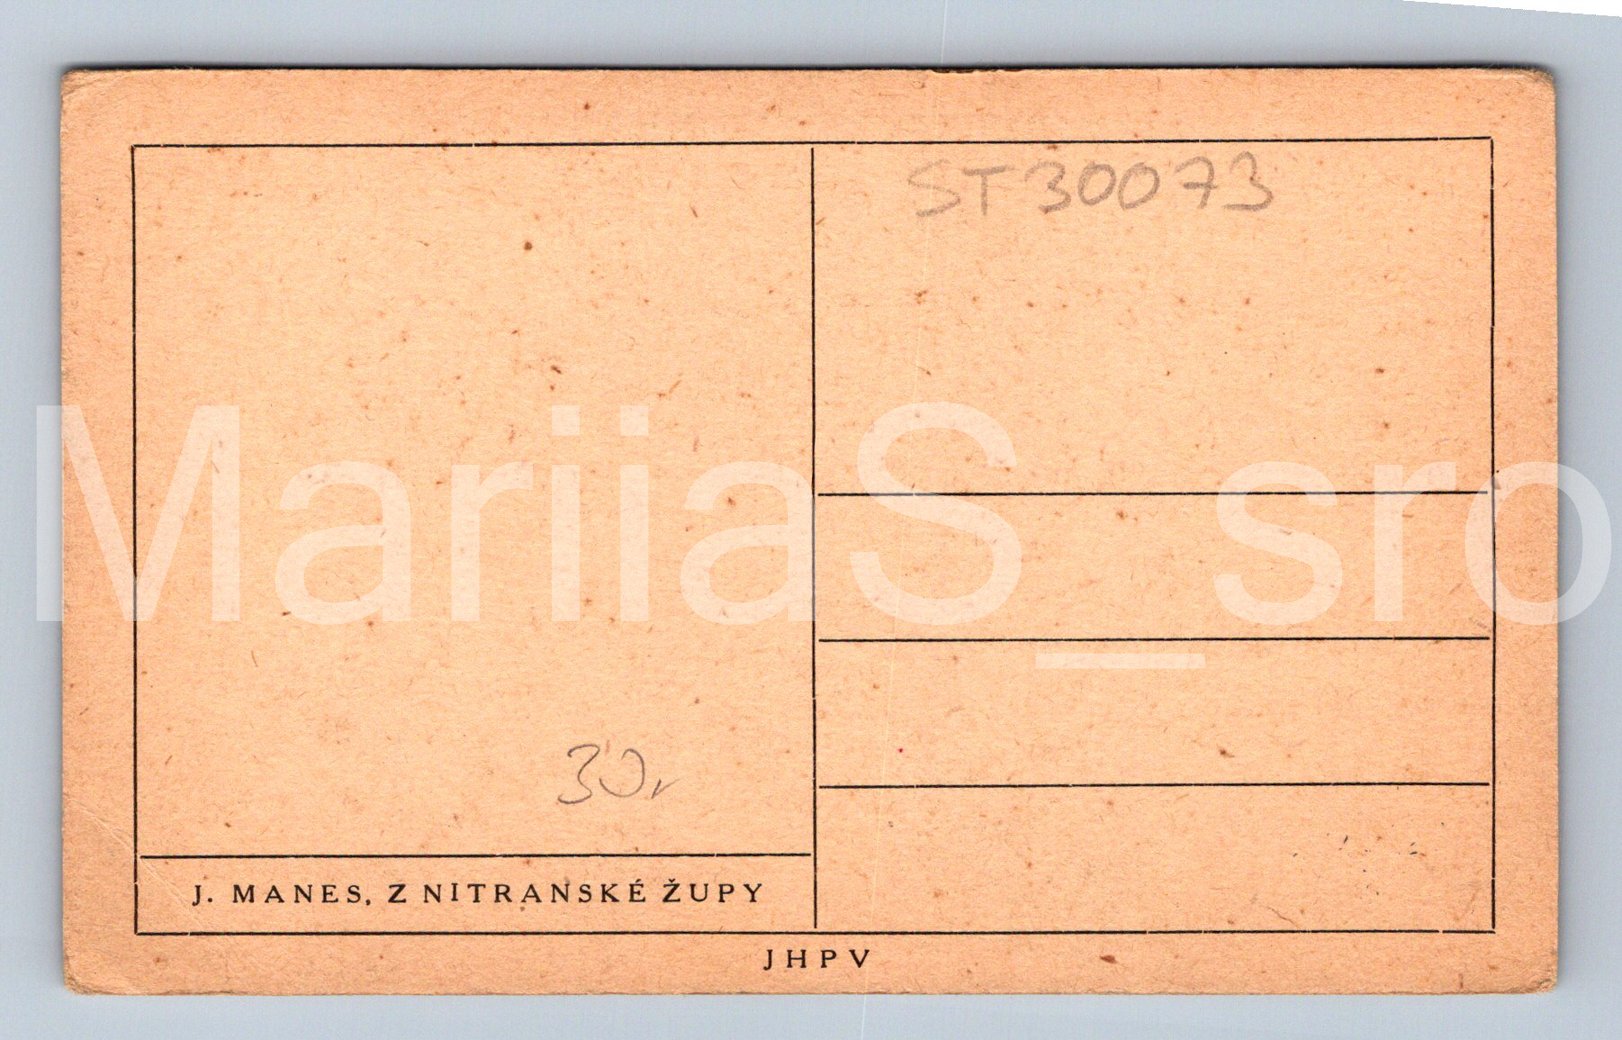 ST30073
MariiaS_sro
30,
J. MANES, Z NITRANSKÉ ŽUPY
JHPV